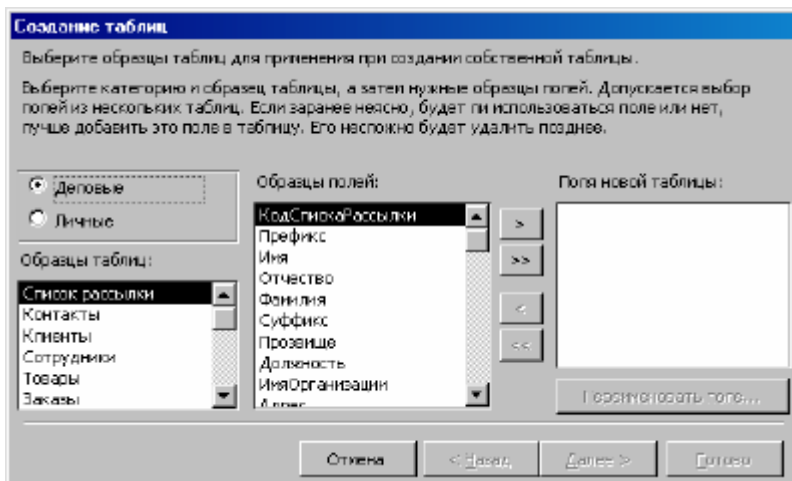 Создание таблиц
Выберите образцы таблиц для применения при создании собственной таблицы.
Выберите категорию и образец таблицы, а затем нужные образцы полей. Допускается выбор
полей из нескольких таблиц. Если заранее неясно, будет ли использоваться поле или нет,
лучше добавить это поле в таблицу. Его несложно будет удалить позднее.
Деловые
Личные
Образцы таблиц:
Список рассылки
Контакты
Клиенты
Сотрудники
Товары
Заказы
Образцы полей:
КодСпискаРассылки
Префикс
Имя
Отчество
Фамилия
Суффикс
Прозвище
Должность
ИмяОрганизации
Адрес
>
>>
<
<<
Поля новой таблицы:
Переименовать поле...
Отмена
< Назад
Далее >
Готово